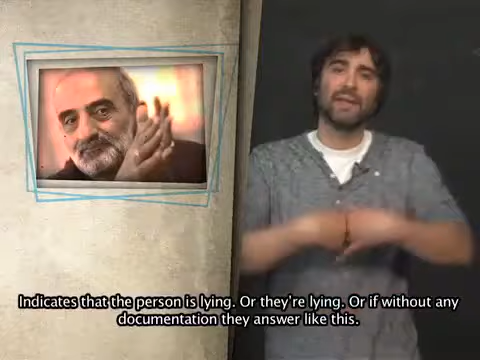 Indicates that the person is lying. Or they're lying. Or if without any
documentation they answer like this.